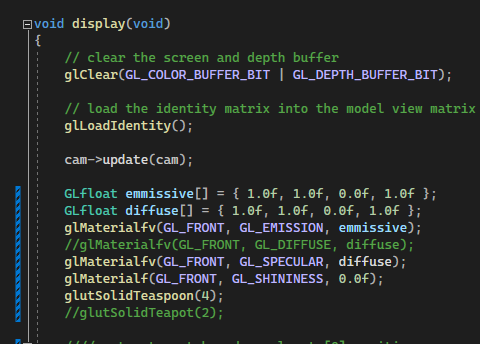 void display(void)
{
// clear the screen and depth buffer
glClear(GL_COLOR_BUFFER_BIT | GL_DEPTH_BUFFER_BIT);
// load the identity matrix into the model view matrix
glLoadIdentity();
cam->update(cam);
GLfloat emmissive[] = { 1.0f, 1.0f, 0.0f, 1.0f };
GLfloat diffuse[] = { 1.0f, 1.0f, 0.0f, 1.0f };
glMaterialfv(GL_FRONT, GL_EMISSION, emmissive);
//glMaterialfv(GL_FRONT, GL_DIFFUSE, diffuse);
glMaterialfv(GL_FRONT, GL_SPECULAR, diffuse);
glMaterialf(GL_FRONT, GL_SHININESS, 0.0f);
glutSolidTeaspoon(4);
//glutSolidTeapot(2);